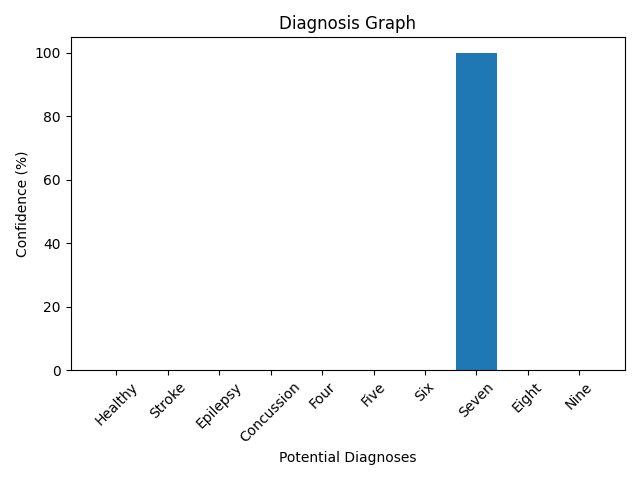 Diagnosis Graph
Confidence (%)
100
80
60
40
20
0
Healthy
Stroke
Epilepsy
Concussion
Four
Five
Six
Seven
Eight
Nine
Potential Diagnoses